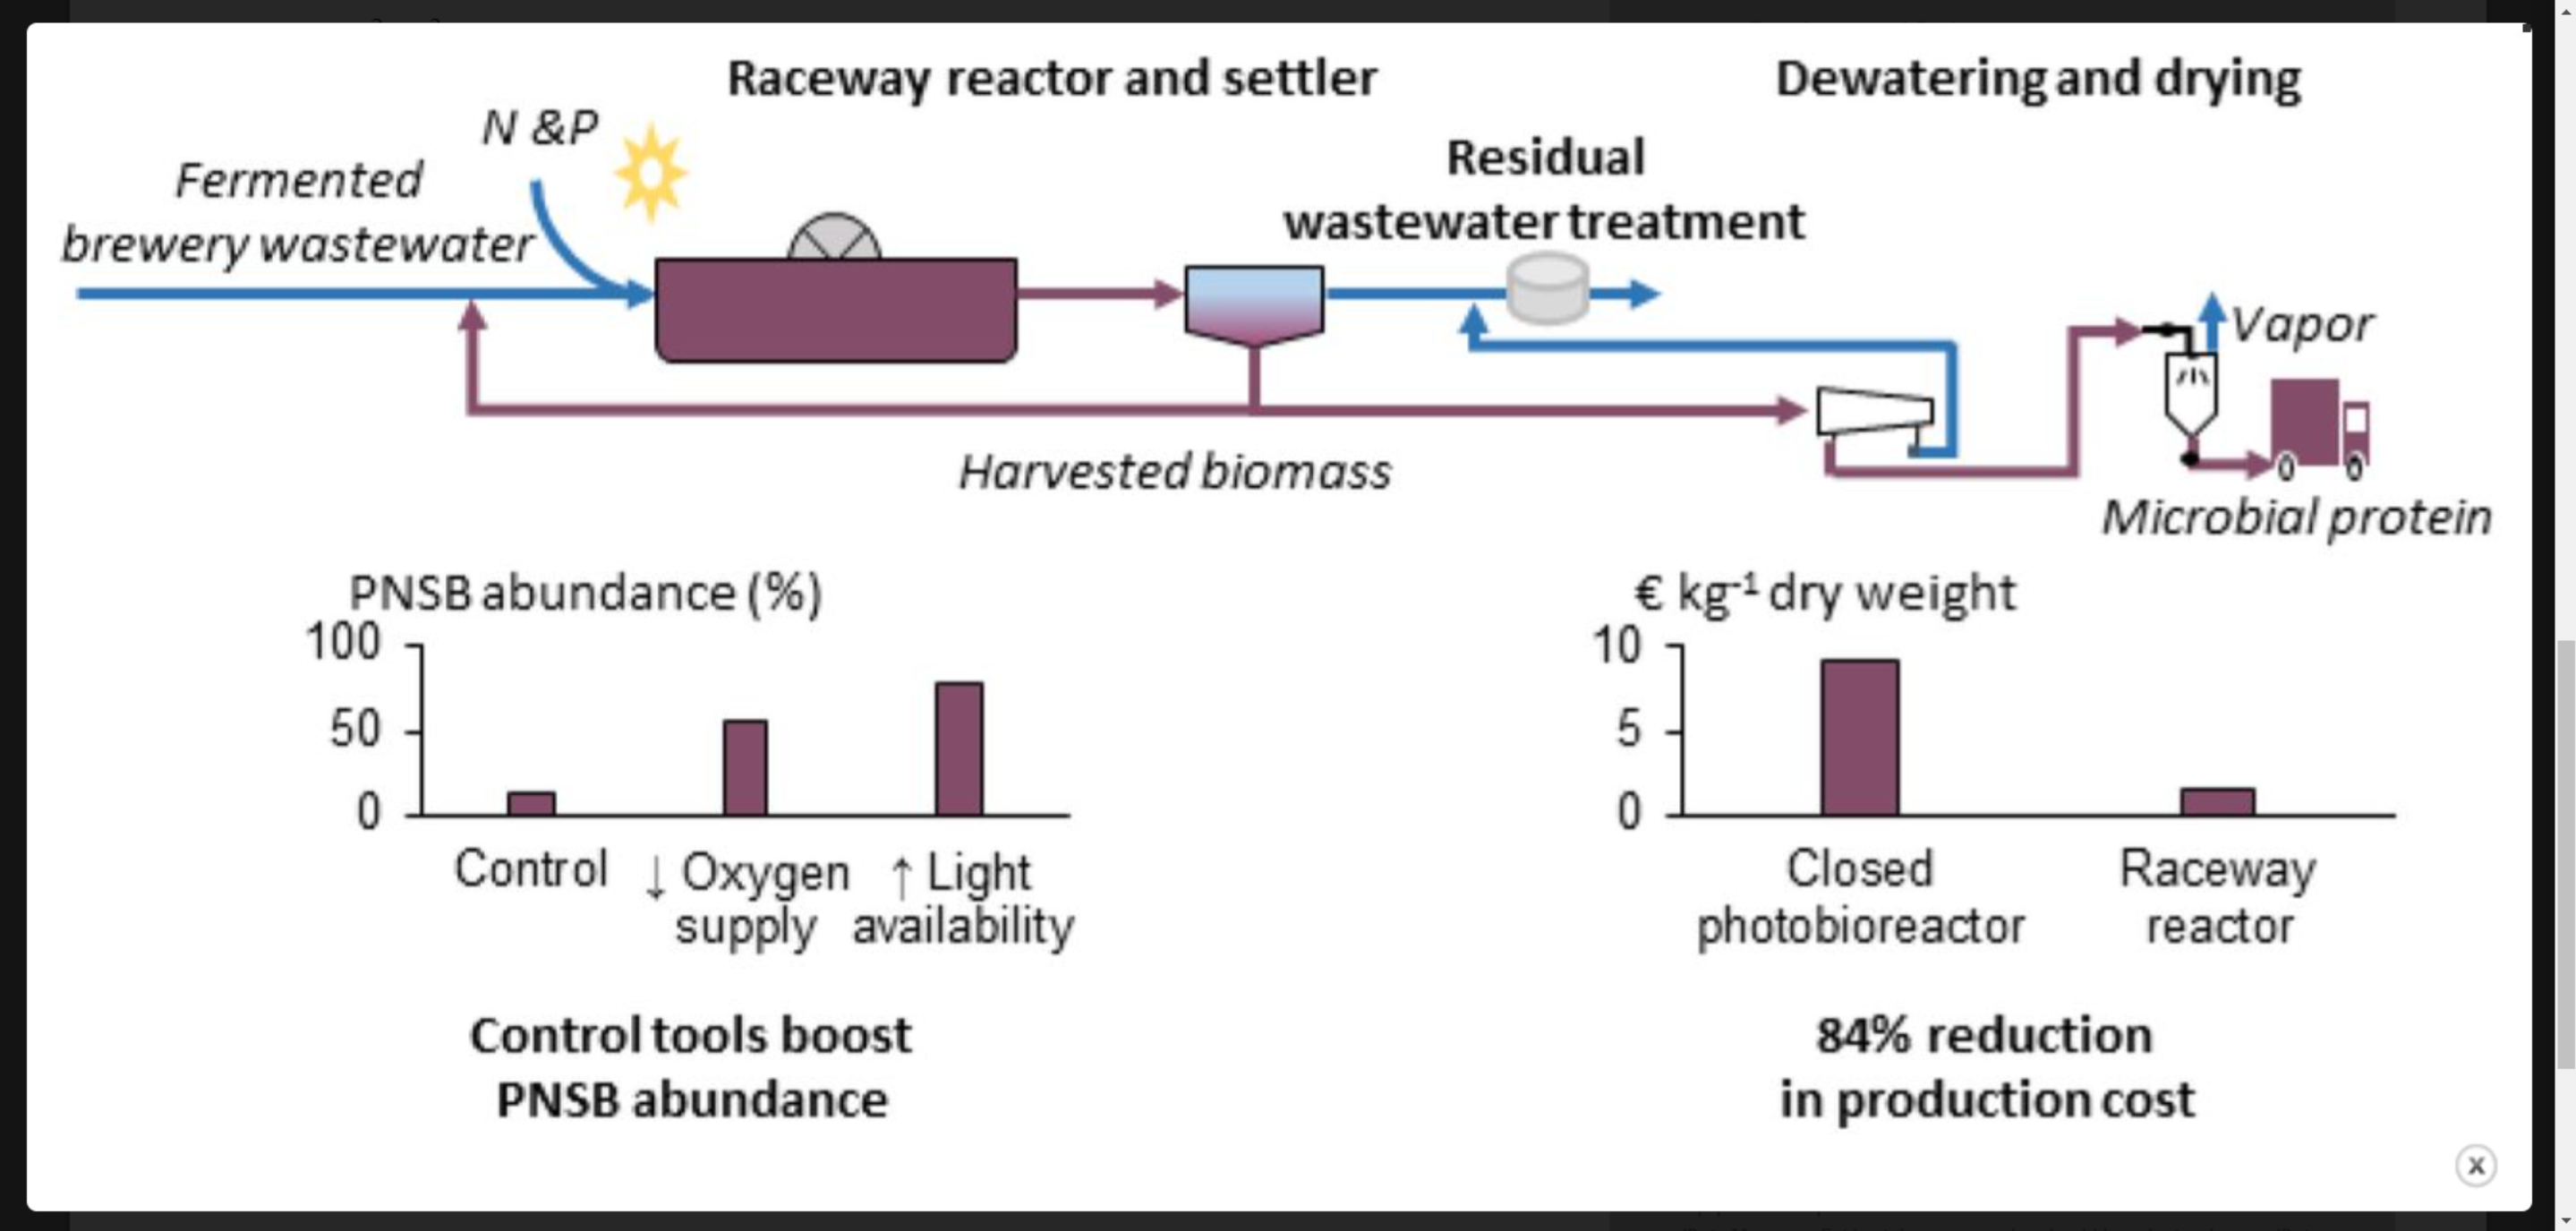 Raceway reactor and settler
Dewatering and drying
N &P
Fermented
brewery wastewater
Residual
wastewater treatment
Vapor
Harvested biomass
Microbial protein
PNSB abundance (%)
100
50
0
Control
↓ Oxygen
supply
↑ Light
availability
Control tools boost
PNSB abundance
€ kg⁻¹ dry weight
10
5
0
Closed
photobioreactor
Raceway
reactor
84% reduction
in production cost
x